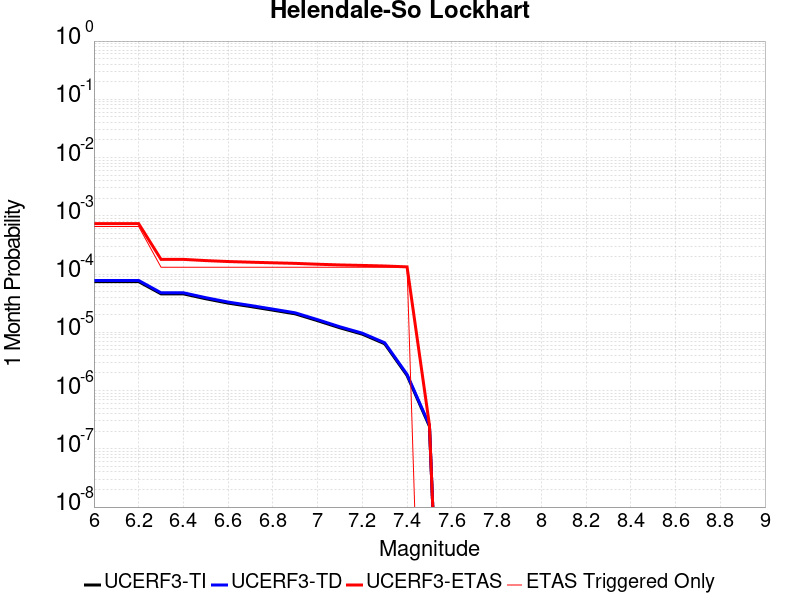 Helendale-So Lockhart
1 Month Probability
10^0
10^-1
10^-2
10^-3
10^-4
10^-5
10^-6
10^-7
10^-8
6 6.2 6.4 6.6 6.8 7 7.2 7.4 7.6 7.8 8 8.2 8.4 8.6 8.8 9
Magnitude
UCERF3-TI UCERF3-TD UCERF3-ETAS ETAS Triggered Only